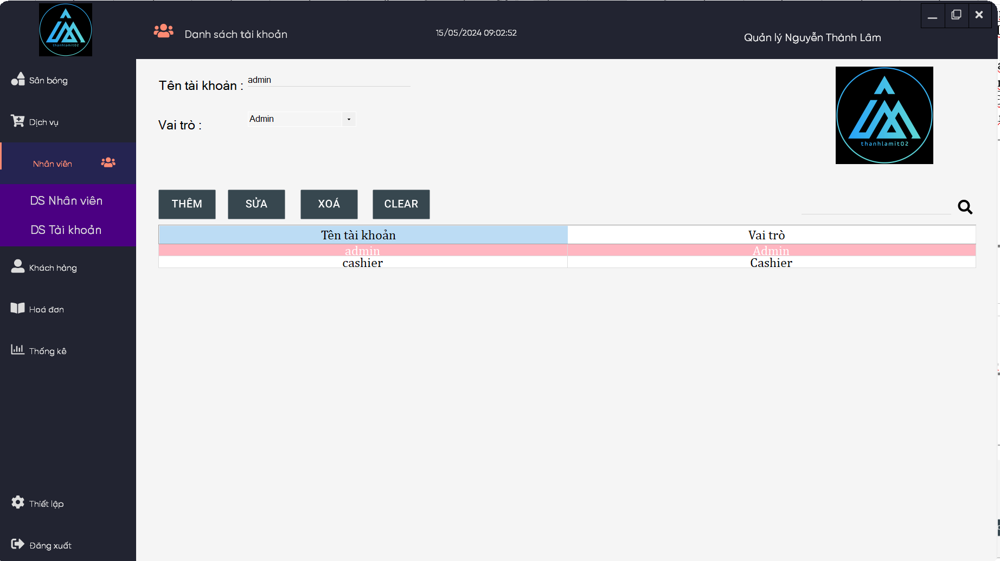 thanhlamit02
Danh sách tài khoản
15/05/2024 09:02:52
Quản lý Nguyễn Thành Lâm
Sân bóng
Dịch vụ
Nhân viên
DS Nhân viên
DS Tài khoản
Khách hàng
Hoá đơn
Thống kê
Thiết lập
Đăng xuất
Tên tài khoản : admin
Vai trò : Admin
thanhlamit02
THÊM SỬA XOÁ CLEAR
Tên tài khoản Vai trò
admin Admin
cashier Cashier